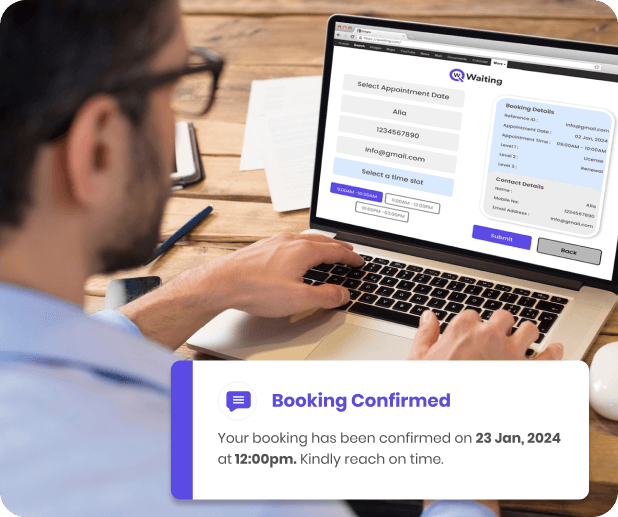 Waiting
Select Appointment Date
Alia
1234567890
info@gmail.com
Select a time slot
9:00AM -10:00AM
11:00AM -12:00PM
Booking Details
Reference ID :
info@gmail.com
Appointment Date :
02 Jan, 2024
Appointment time :
09:00AM - 10:00AM
Level 1 :
License
Level 2 :
Renewal
Level 3 :
Contact Details
Name :
Alia
Mobile No:
1234567890
Email Address :
info@gmail.com
Submit
Back
Booking Confirmed
Your booking has been confirmed on 23 Jan, 2024
at 12:00pm. Kindly reach on time.